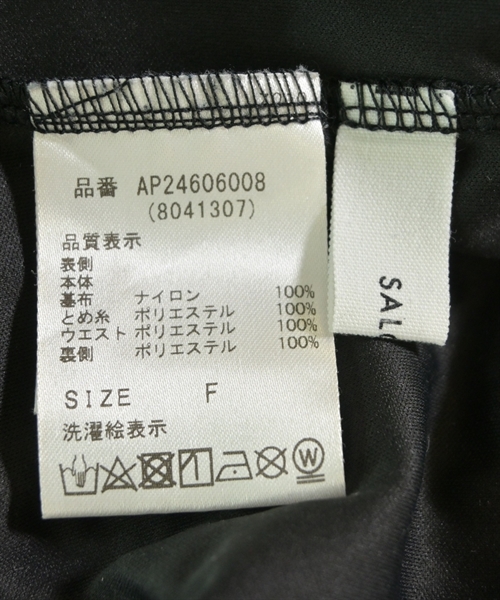 品番 AP24606008
(8041307)
品質表示
表側
本体
基布 ナイロン 100%
とめ糸 ポリエステル 100%
ウエスト ポリエステル 100%
裏側 ポリエステル 100%
SIZE F
洗濯絵表示
W
SAL